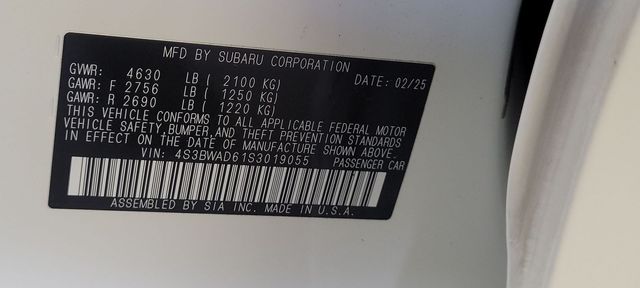 MFD BY SUBARU CORPORATION
GVWR: 4630 LB ( 2100 KG) DATE: 02/25
GAWR: F 2756 LB ( 1250 KG)
GAWR: R 2690 LB ( 1220 KG)
THIS VEHICLE CONFORMS TO ALL APPLICABLE FEDERAL MOTOR
VEHICLE SAFETY,BUMPER,AND THEFT PREVENTION STANDARDS
IN EFFECT ON THE DATE OF MANUFACTURE SHOWN ABOVE.
VIN: 4S3BWAD61S3019055 PASSENGER CAR
ASSEMBLED BY SIA INC. MADE IN U.S.A.